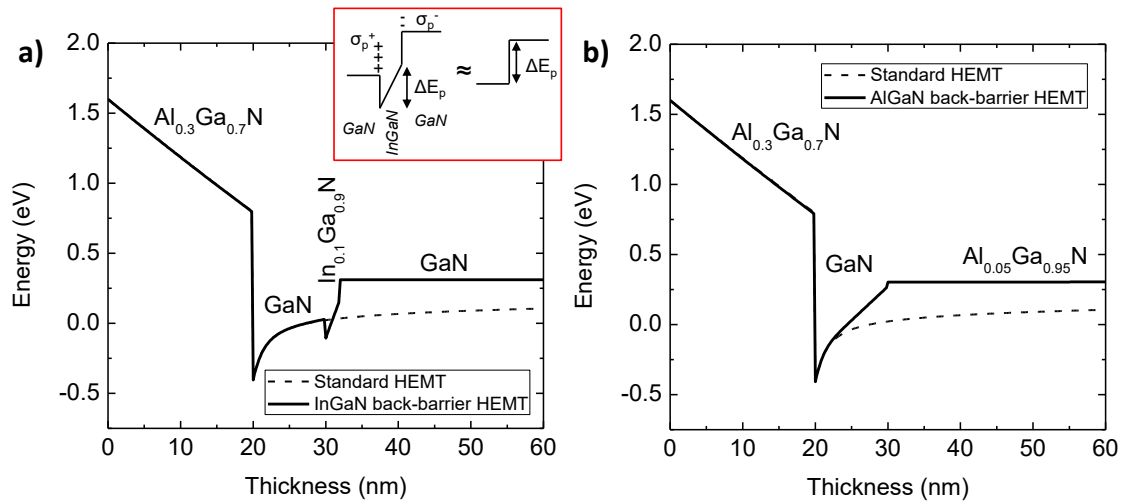 a)
2.0
1.5
1.0
0.5
0.0
-0.5
Energy (eV)
0 10 20 30 40 50 60
Thickness (nm)
Al0.3Ga0.7N
GaN
In0.1Ga0.9N
GaN
Standard HEMT
InGaN back-barrier HEMT
σp+
+++
--
σp-
ΔEp
≈
ΔEp
GaN
InGaN
GaN
b)
2.0
1.5
1.0
0.5
0.0
-0.5
Energy (eV)
0 10 20 30 40 50 60
Thickness (nm)
Standard HEMT
AlGaN back-barrier HEMT
Al0.3Ga0.7N
GaN
Al0.05Ga0.95N